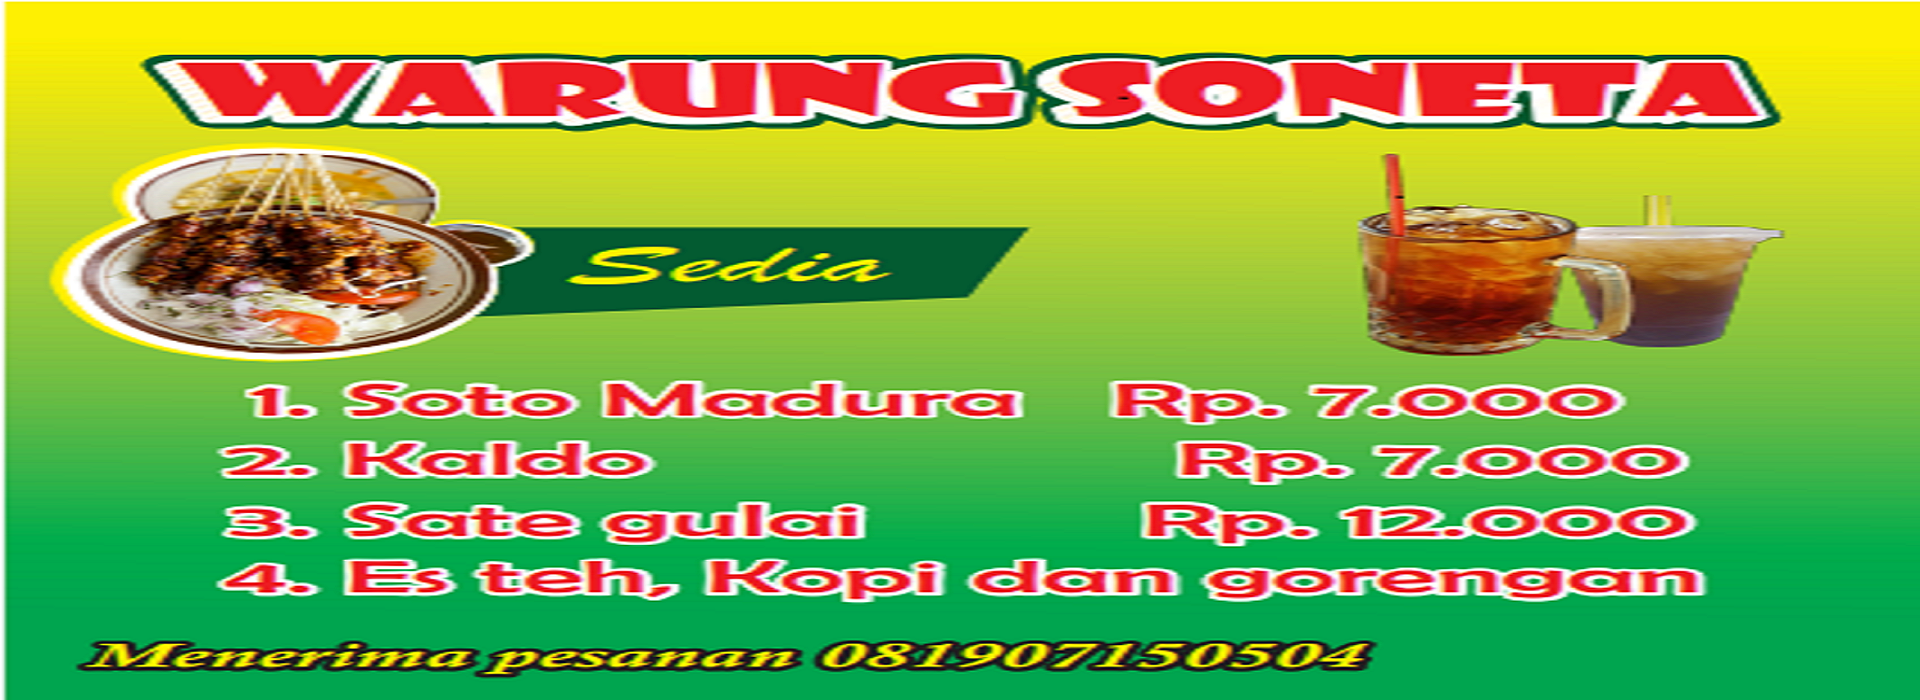 WARUNG SONETA
Sedia
1. Soto Madura Rp. 7.000
2. Kaldo Rp. 7.000
3. Sate gulai Rp. 12.000
4. Es teh, Kopi dan gorengan
Menerima pesanan 081907150504